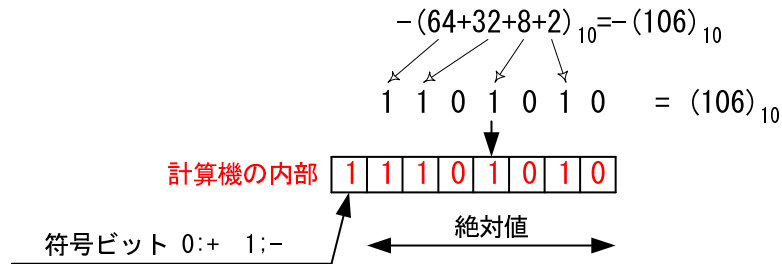 -(64+32+8+2)₁₀=-(106)₁₀
1 1 0 1 0 1 0 = (106)₁₀
計算機の内部 1 1 1 0 1 0 1 0
絶対値
符号ビット 0:+ 1;-